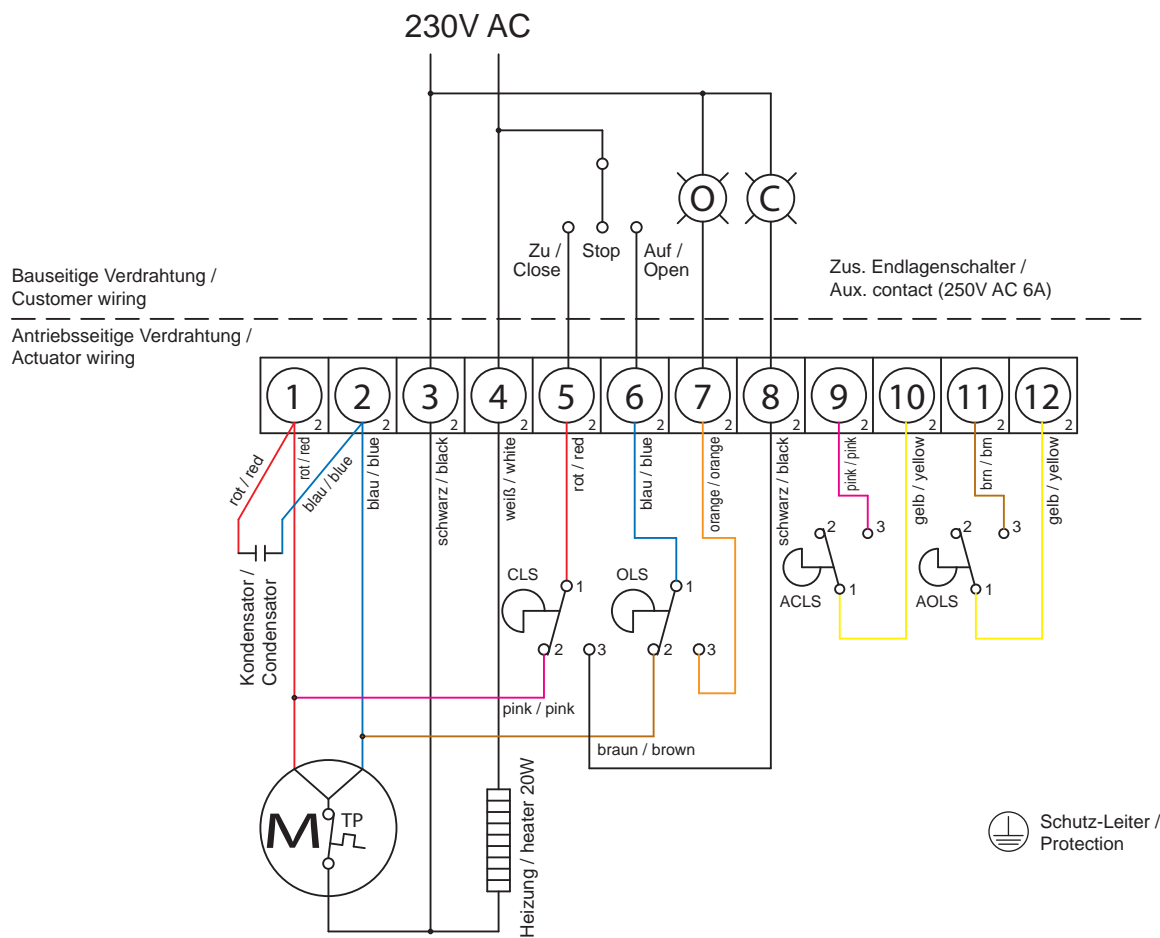 230V AC
O
C
Zu /
Close
Stop
Auf /
Open
Bauseitige Verdrahtung /
Customer wiring
Zus. Endlagenschalter /
Aux. contact (250V AC 6A)
Antriebsseitige Verdrahtung /
Actuator wiring
1 2 3 4 5 6 7 8 9 10 11 12
2 2 2 2 2 2 2 2 2 2 2 2
rot / red
rot / red
blau / blue
blau / blue
schwarz / black
weiß / white
rot / red
blau / blue
orange / orange
schwarz / black
pink / pink
gelb / yellow
brn / brn
gelb / yellow
Kondensator /
Condensator
CLS
1
2
3
OLS
1
2
3
2
3
ACLS
1
2
3
AOLS
1
pink / pink
braun / brown
M
TP
Heizung / heater 20W
Schutz-Leiter /
Protection